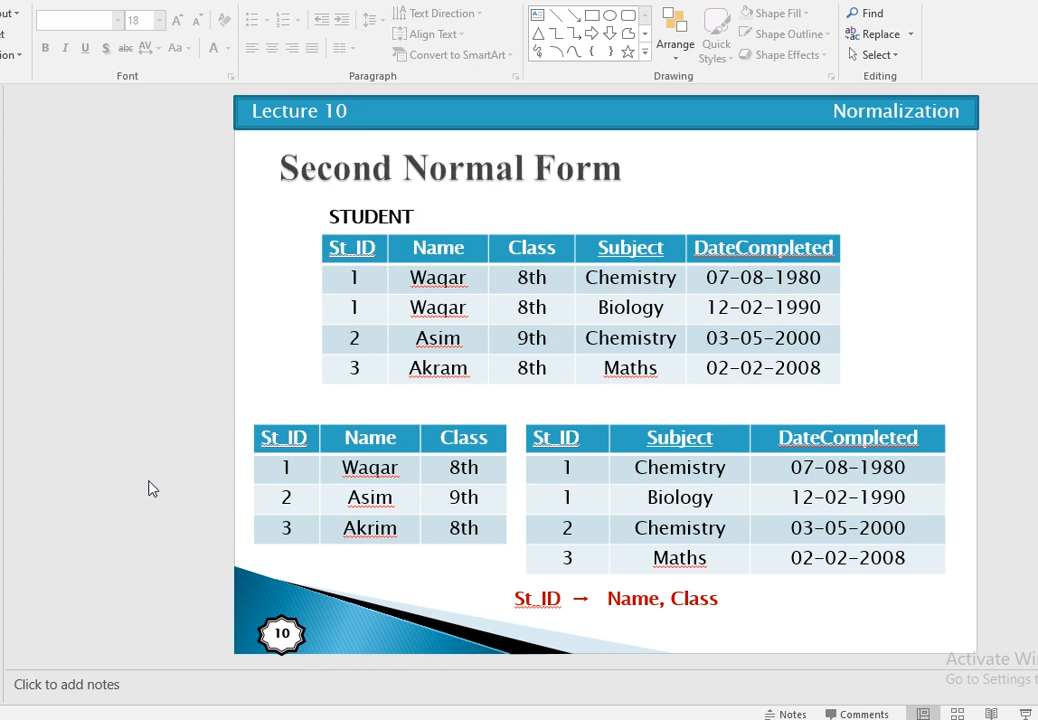 out
18
Text Direction
Find
et
Align Text
Replace
Arrange
Quick
Styles
Shape Fill
Shape Outline
Shape Effects
ion
B I U S abc AV Aa A
Convert to SmartArt
Select
Font
Paragraph
Drawing
Editing
Lecture 10 Normalization
Second Normal Form
STUDENT
St_ID Name Class Subject DateCompleted
1 Waqar 8th Chemistry 07-08-1980
1 Waqar 8th Biology 12-02-1990
2 Asim 9th Chemistry 03-05-2000
3 Akram 8th Maths 02-02-2008
St_ID Name Class
1 Waqar 8th
2 Asim 9th
3 Akrim 8th
St_ID Subject DateCompleted
1 Chemistry 07-08-1980
1 Biology 12-02-1990
2 Chemistry 03-05-2000
3 Maths 02-02-2008
St_ID → Name, Class
10
Activate Wi
Go to Settings t
Click to add notes
Notes Comments